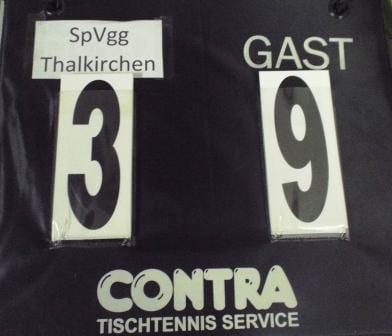 SpVgg
Thalkirchen
GAST
3 9
CONTRA
TISCHTENNIS SERVICE